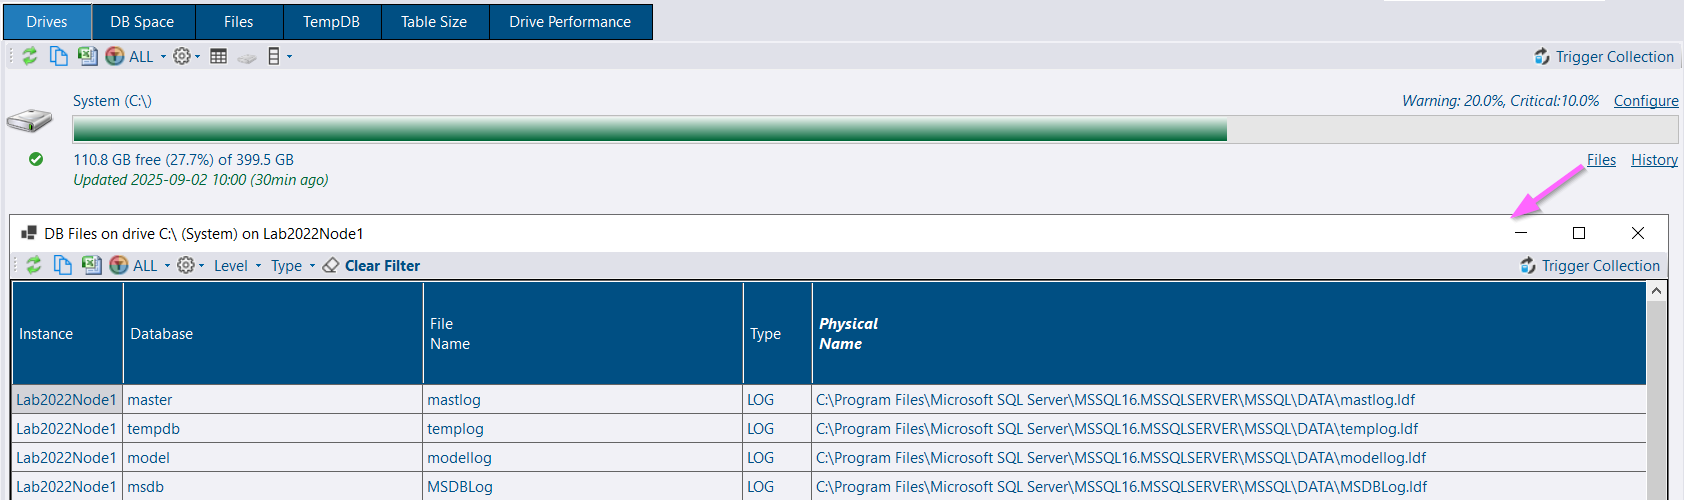 Drives DB Space Files TempDB Table Size Drive Performance
ALL Trigger Collection
System (C:\) Warning: 20.0%, Critical:10.0% Configure
110.8 GB free (27.7%) of 399.5 GB Files History
Updated 2025-09-02 10:00 (30min ago)
DB Files on drive C:\ (System) on Lab2022Node1
ALL Level Type Clear Filter Trigger Collection
Instance Database File Name Type Physical Name
Lab2022Node1 master mastlog LOG C:\Program Files\Microsoft SQL Server\MSSQL16.MSSQLSERVER\MSSQL\DATA\mastlog.ldf
Lab2022Node1 tempdb templog LOG C:\Program Files\Microsoft SQL Server\MSSQL16.MSSQLSERVER\MSSQL\DATA\templog.ldf
Lab2022Node1 model modellog LOG C:\Program Files\Microsoft SQL Server\MSSQL16.MSSQLSERVER\MSSQL\DATA\modellog.ldf
Lab2022Node1 msdb MSDBLog LOG C:\Program Files\Microsoft SQL Server\MSSQL16.MSSQLSERVER\MSSQL\DATA\MSDBLog.ldf